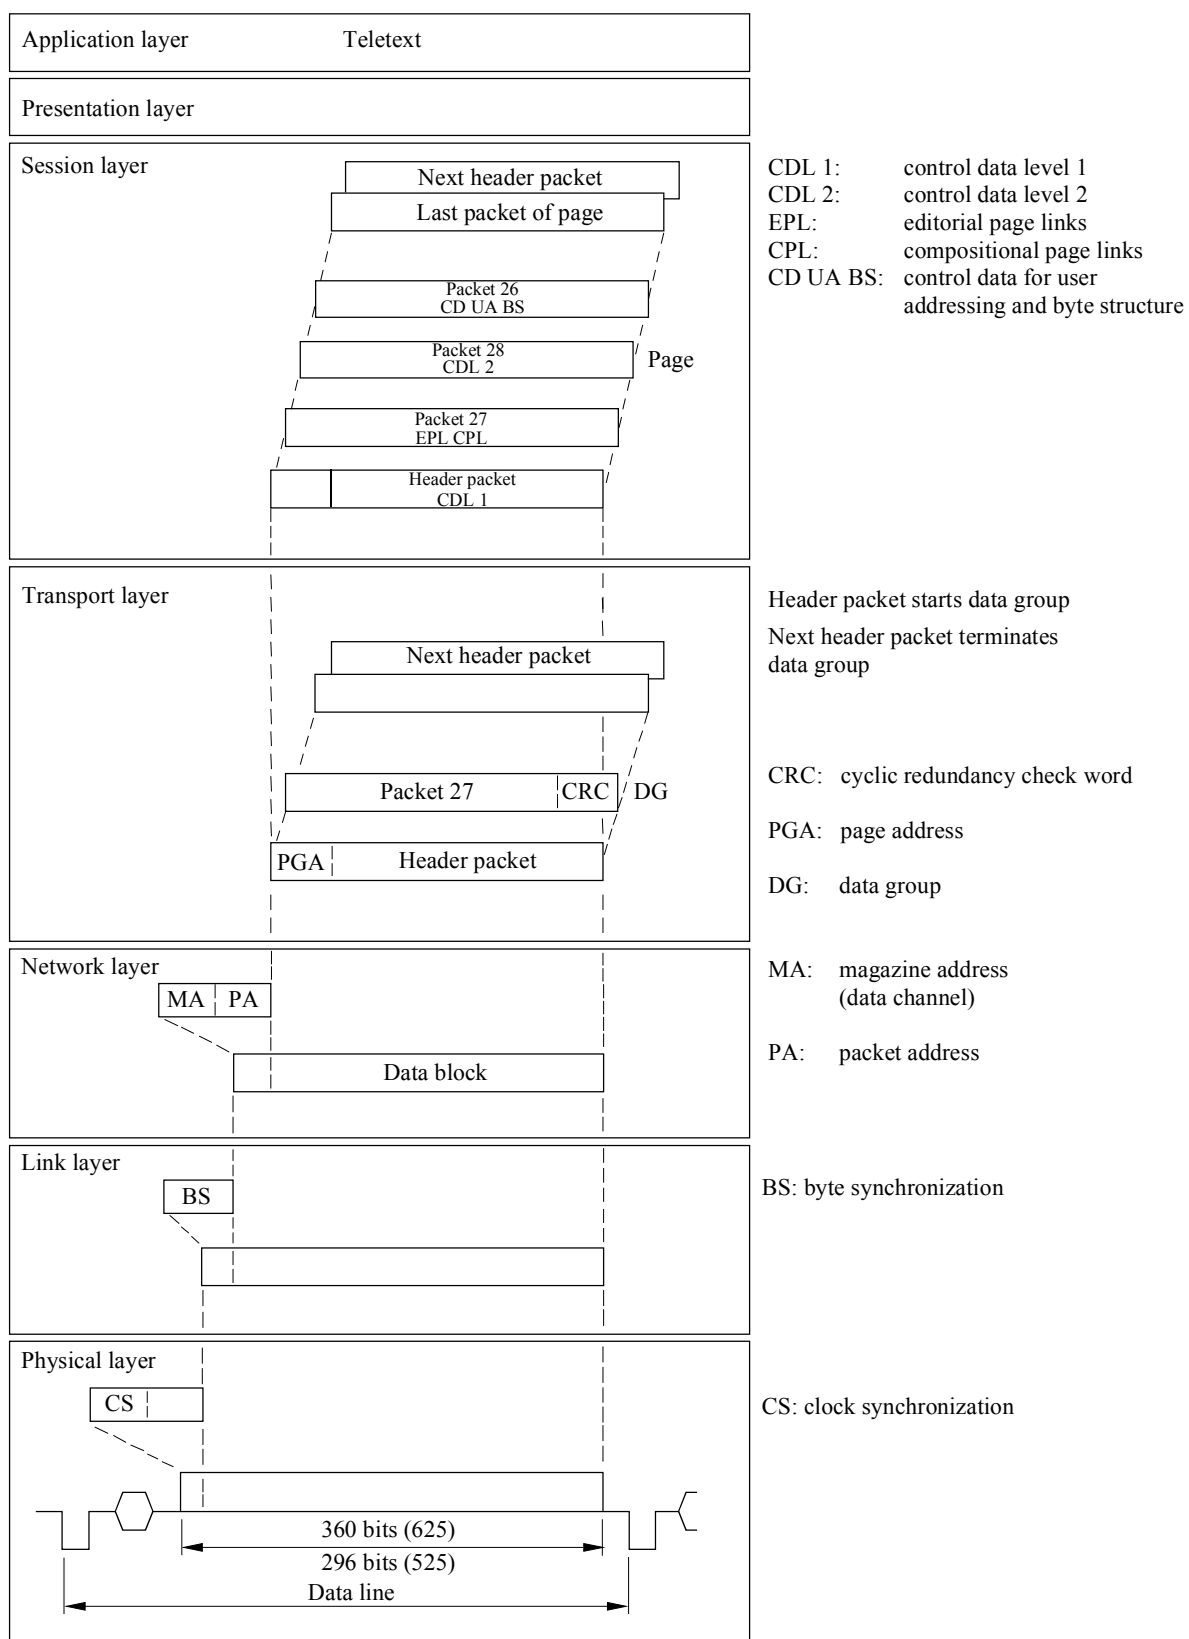 Application layer Teletext
Presentation layer
Session layer
Next header packet
Last packet of page
Packet 26
CD UA BS
Packet 28
CDL 2
Page
Packet 27
EPL CPL
Header packet
CDL 1
CDL 1: control data level 1
CDL 2: control data level 2
EPL: editorial page links
CPL: compositional page links
CD UA BS: control data for user
addressing and byte structure
Transport layer
Next header packet
Packet 27 CRC DG
PGA Header packet
Header packet starts data group
Next header packet terminates
data group
CRC: cyclic redundancy check word
PGA: page address
DG: data group
Network layer
MA PA
Data block
MA: magazine address
(data channel)
PA: packet address
Link layer
BS
BS: byte synchronization
Physical layer
CS
CS: clock synchronization
360 bits (625)
296 bits (525)
Data line